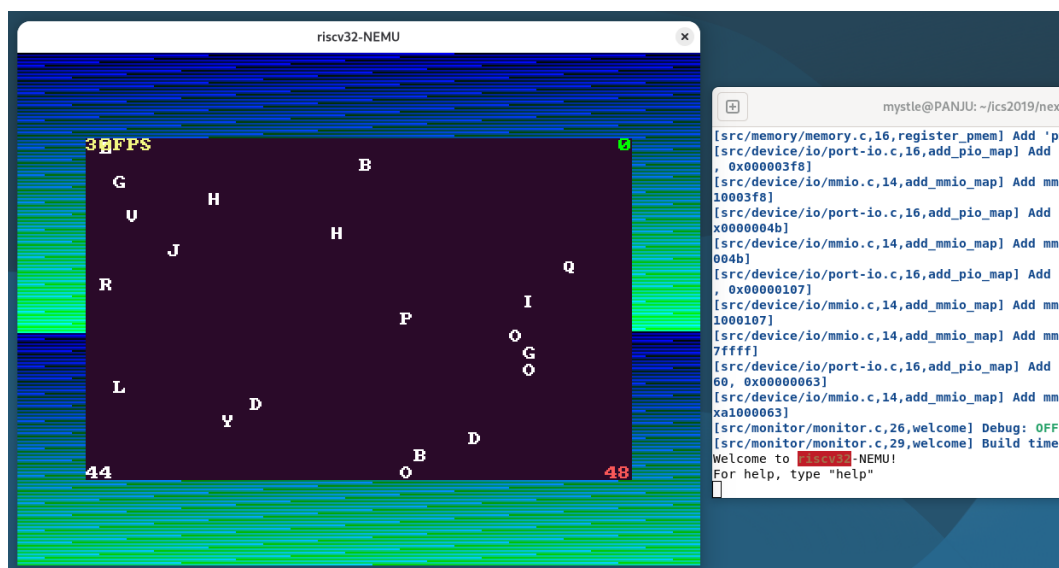 riscv32-NEMU
30FPS 0
B
G
H
V
H
J
Q
R
I
P
O
G
O
L
D
Y
D
B
44 O 48
mystle@PANJU: ~/ics2019/nex
[src/memory/memory.c,16,register_pmem] Add 'p
[src/device/io/port-io.c,16,add_pio_map] Add
, 0x000003f8]
[src/device/io/mmio.c,14,add_mmio_map] Add mm
10003f8]
[src/device/io/port-io.c,16,add_pio_map] Add
x0000004b]
[src/device/io/mmio.c,14,add_mmio_map] Add mm
004b]
[src/device/io/port-io.c,16,add_pio_map] Add
, 0x00000107]
[src/device/io/mmio.c,14,add_mmio_map] Add mm
1000107]
[src/device/io/mmio.c,14,add_mmio_map] Add mm
7ffff]
[src/device/io/port-io.c,16,add_pio_map] Add
60, 0x00000063]
[src/device/io/mmio.c,14,add_mmio_map] Add mm
xa1000063]
[src/monitor/monitor.c,26,welcome] Debug: OFF
[src/monitor/monitor.c,29,welcome] Build time
Welcome to riscv32-NEMU!
For help, type "help"